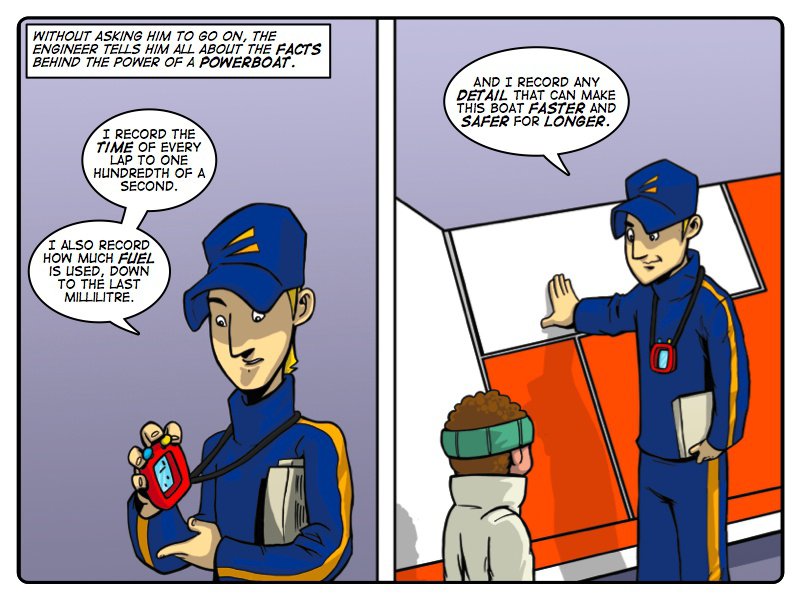 WITHOUT ASKING HIM TO GO ON, THE
ENGINEER TELLS HIM ALL ABOUT THE FACTS
BEHIND THE POWER OF A POWERBOAT.
I RECORD THE
TIME OF EVERY
LAP TO ONE
HUNDREDTH OF A
SECOND.
I ALSO RECORD
HOW MUCH FUEL
IS USED, DOWN
TO THE LAST
MILLILITRE.
AND I RECORD ANY
DETAIL THAT CAN MAKE
THIS BOAT FASTER AND
SAFER FOR LONGER.